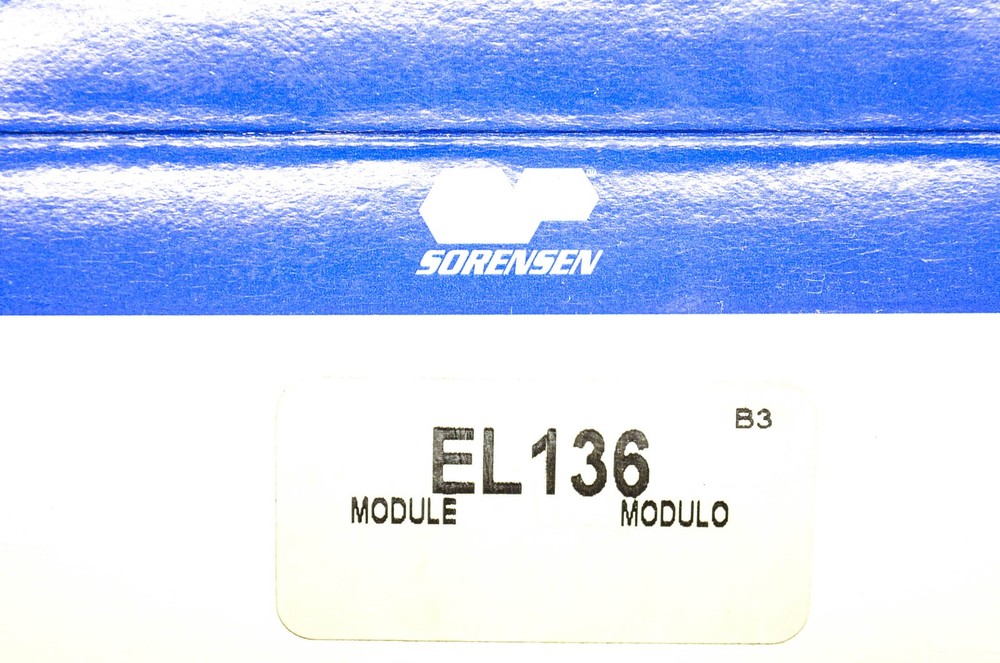 SORENSEN
B3
EL136
MODULE MODULO